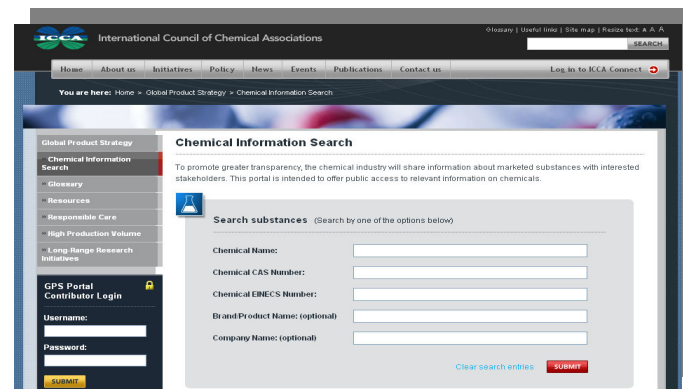 Glossary | Useful links | Site map | Resize text: A A A
ICCA
International Council of Chemical Associations
SEARCH
Home About us Initiatives Policy News Events Publications Contact us Log in to ICCA Connect
You are here: Home > Global Product Strategy > Chemical Information Search
Global Product Strategy
Chemical Information
Search
Glossary
Resources
Responsible Care
High Production Volume
Long-Range Research
Initiatives
GPS Portal
Contributor Login
Username:
Password:
SUBMIT
Chemical Information Search
To promote greater transparency, the chemical industry will share information about marketed substances with interested
stakeholders. This portal is intended to offer public access to relevant information on chemicals.
Search substances (Search by one of the options below)
Chemical Name:
Chemical CAS Number:
Chemical EINECS Number:
Brand/Product Name: (optional)
Company Name: (optional)
Clear search entries SUBMIT